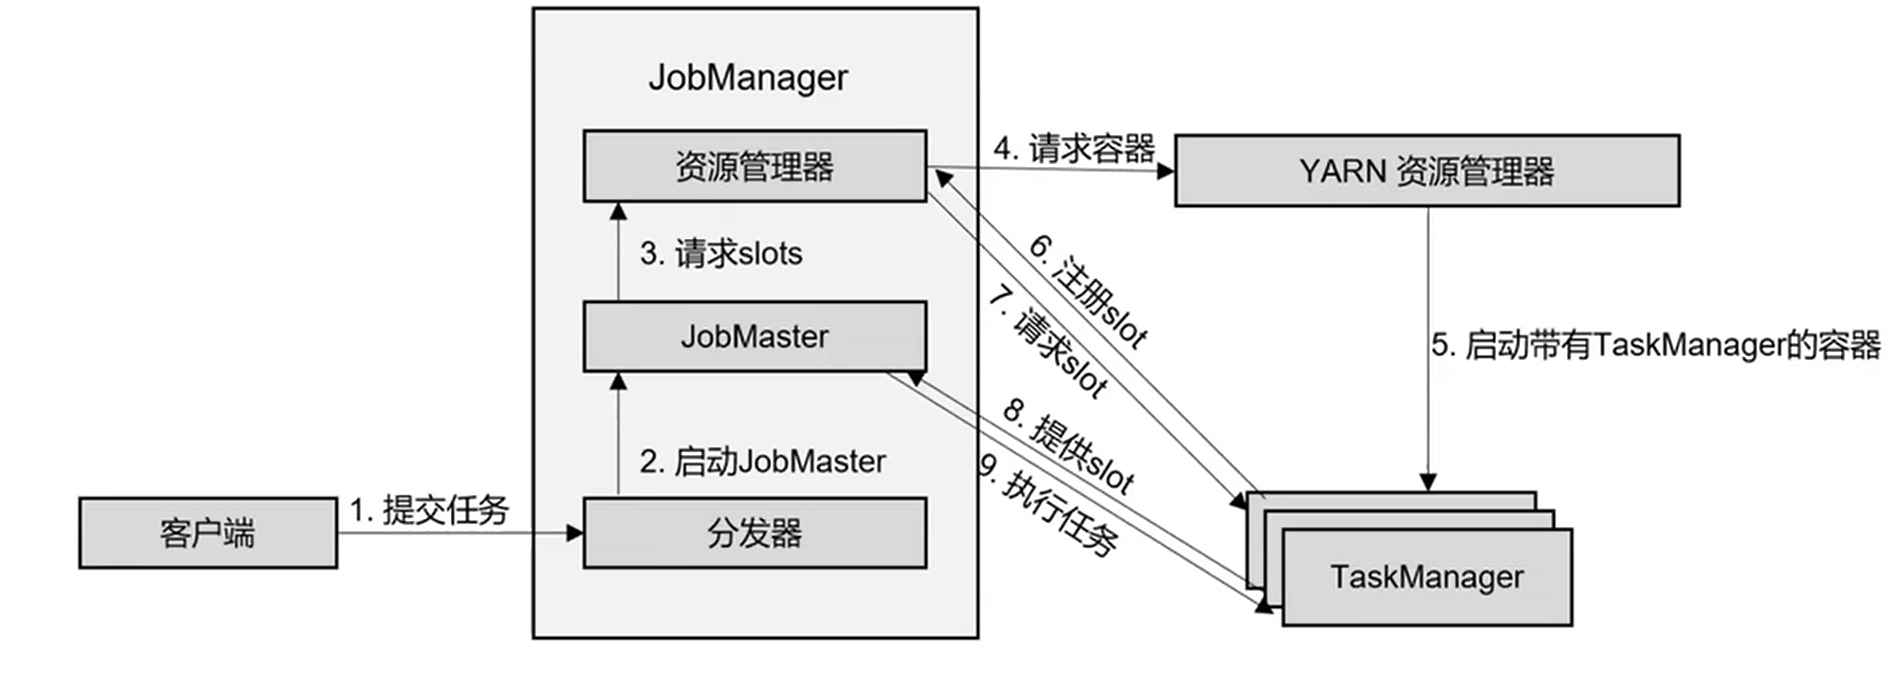 JobManager
资源管理器
4. 请求容器
YARN 资源管理器
3. 请求slots
6. 注册slot
7. 请求slot
JobMaster
5. 启动带有TaskManager的容器
8. 提供slot
9. 执行任务
2. 启动JobMaster
1. 提交任务
客户端
分发器
TaskManager